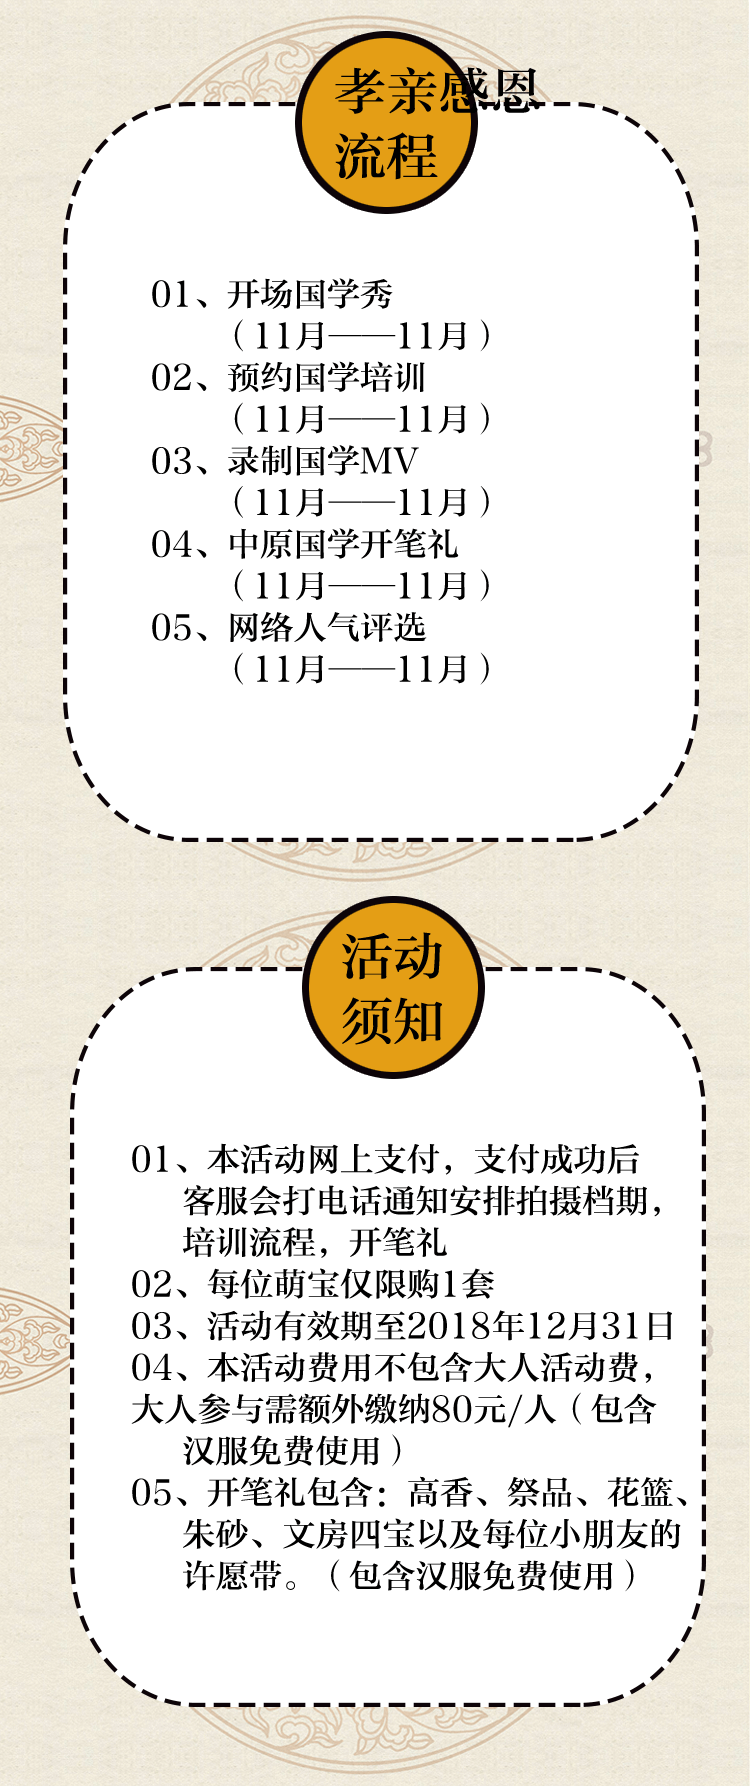 孝亲感恩
流程
01、开场国学秀
（11月——11月）
02、预约国学培训
（11月——11月）
03、录制国学MV
（11月——11月）
04、中原国学开笔礼
（11月——11月）
05、网络人气评选
（11月——11月）
活动
须知
01、本活动网上支付，支付成功后
客服会打电话通知安排拍摄档期，
培训流程，开笔礼
02、每位萌宝仅限购1套
03、活动有效期至2018年12月31日
04、本活动费用不包含大人活动费，
大人参与需额外缴纳80元/人（包含
汉服免费使用）
05、开笔礼包含：高香、祭品、花篮、
朱砂、文房四宝以及每位小朋友的
许愿带。（包含汉服免费使用）